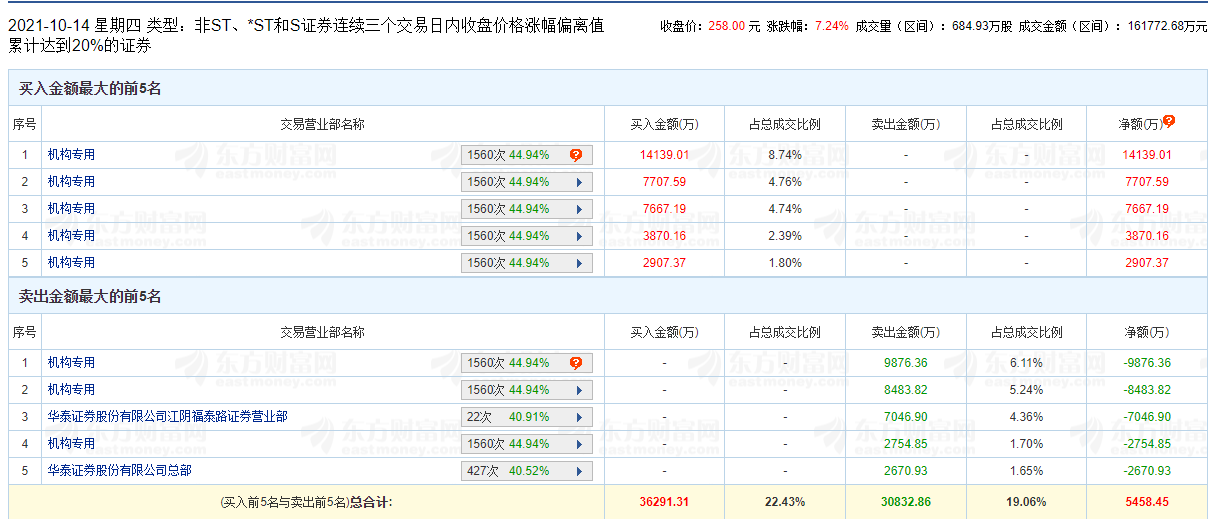 2021-10-14 星期四 类型：非ST、*ST和S证券连续三个交易日内收盘价格涨幅偏离值
累计达到20%的证券
收盘价：258.00 元 涨跌幅：7.24% 成交量（区间）：684.93万股 成交金额（区间）：161772.68万元
买入金额最大的前5名
序号 交易营业部名称 买入金额(万) 占总成交比例 卖出金额(万) 占总成交比例 净额(万)
1 机构专用 1560次 44.94% 14139.01 8.74% - - 14139.01
2 机构专用 1560次 44.94% 7707.59 4.76% - - 7707.59
3 机构专用 1560次 44.94% 7667.19 4.74% - - 7667.19
4 机构专用 1560次 44.94% 3870.16 2.39% - - 3870.16
5 机构专用 1560次 44.94% 2907.37 1.80% - - 2907.37
卖出金额最大的前5名
序号 交易营业部名称 买入金额(万) 占总成交比例 卖出金额(万) 占总成交比例 净额(万)
1 机构专用 1560次 44.94% - - 9876.36 6.11% -9876.36
2 机构专用 1560次 44.94% - - 8483.82 5.24% -8483.82
3 华泰证券股份有限公司江阴福泰路证券营业部 22次 40.91% - - 7046.90 4.36% -7046.90
4 机构专用 1560次 44.94% - - 2754.85 1.70% -2754.85
5 华泰证券股份有限公司总部 427次 40.52% - - 2670.93 1.65% -2670.93
(买入前5名与卖出前5名)总合计： 36291.31 22.43% 30832.86 19.06% 5458.45
东方财富网
eastmoney.com